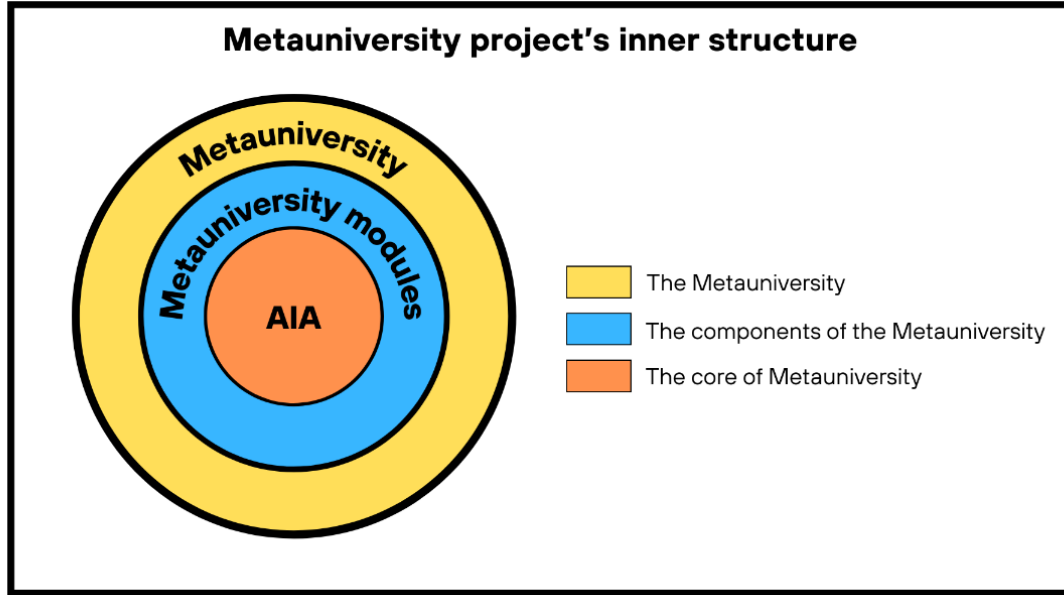 Metauniversity project's inner structure
Metauniversity
Metauniversity modules
AIA
The Metauniversity
The components of the Metauniversity
The core of Metauniversity